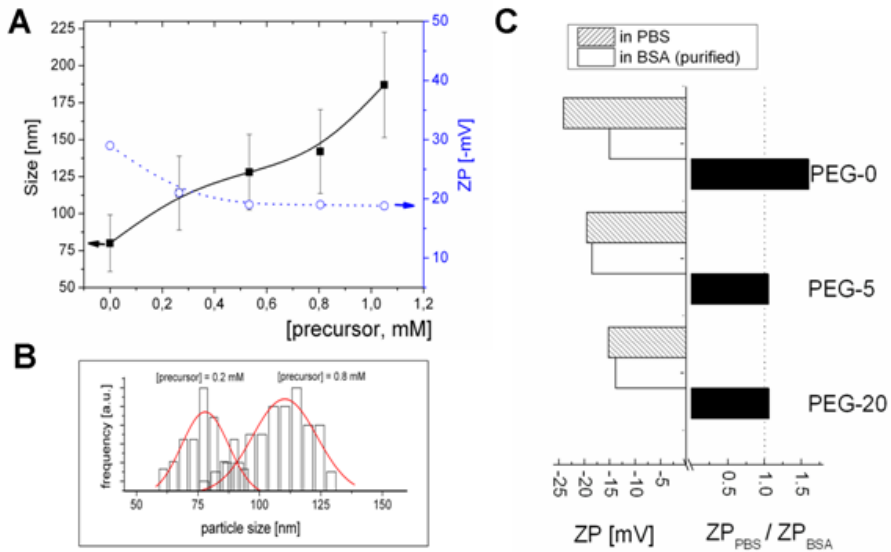 A
225
200
175
150
125
100
75
50
Size [nm]
50
40
30
20
10
ZP [-mV]
0,0 0,2 0,4 0,6 0,8 1,0 1,2
[precursor, mM]
B
[precursor] = 0.2 mM [precursor] = 0.8 mM
frequency [a.u.]
50 100 150
particle size [nm]
C
in PBS
in BSA (purified)
PEG-0
PEG-5
PEG-20
-25 -20 -15 -10 -5 0.5 1.0 1.5
ZP [mV] ZPPBS / ZPBSA